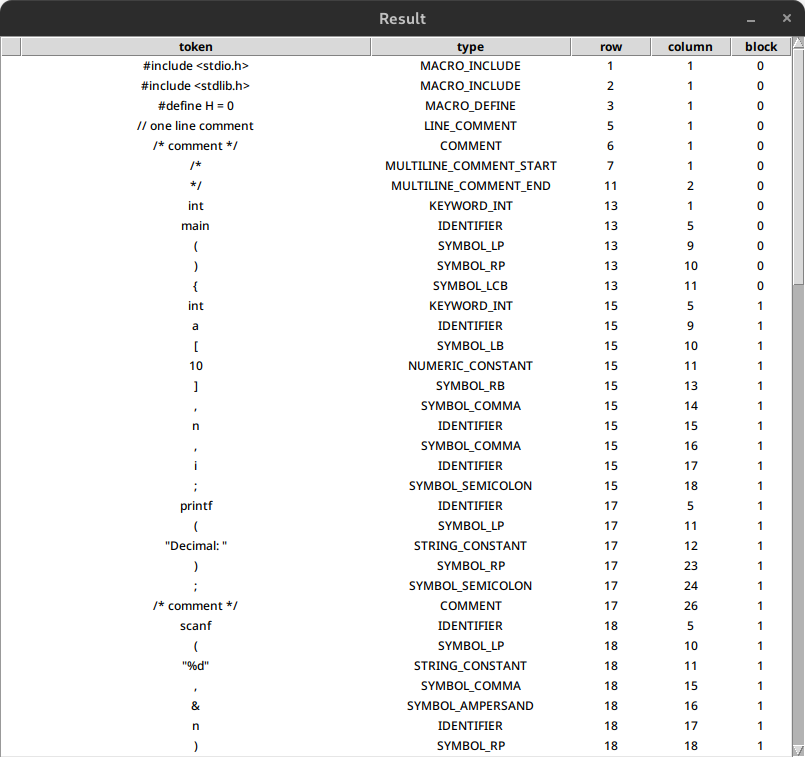 Result
token type row column block
#include <stdio.h> MACRO_INCLUDE 1 1 0
#include <stdlib.h> MACRO_INCLUDE 2 1 0
#define H = 0 MACRO_DEFINE 3 1 0
// one line comment LINE_COMMENT 5 1 0
/* comment */ COMMENT 6 1 0
/* MULTILINE_COMMENT_START 7 1 0
*/ MULTILINE_COMMENT_END 11 2 0
int KEYWORD_INT 13 1 0
main IDENTIFIER 13 5 0
( SYMBOL_LP 13 9 0
) SYMBOL_RP 13 10 0
{ SYMBOL_LCB 13 11 0
int KEYWORD_INT 15 5 1
a IDENTIFIER 15 9 1
[ SYMBOL_LB 15 10 1
10 NUMERIC_CONSTANT 15 11 1
] SYMBOL_RB 15 13 1
, SYMBOL_COMMA 15 14 1
n IDENTIFIER 15 15 1
, SYMBOL_COMMA 15 16 1
i IDENTIFIER 15 17 1
; SYMBOL_SEMICOLON 15 18 1
printf IDENTIFIER 17 5 1
( SYMBOL_LP 17 11 1
"Decimal: " STRING_CONSTANT 17 12 1
) SYMBOL_RP 17 23 1
; SYMBOL_SEMICOLON 17 24 1
/* comment */ COMMENT 17 26 1
scanf IDENTIFIER 18 5 1
( SYMBOL_LP 18 10 1
"%d" STRING_CONSTANT 18 11 1
, SYMBOL_COMMA 18 15 1
& SYMBOL_AMPERSAND 18 16 1
n IDENTIFIER 18 17 1
) SYMBOL_RP 18 18 1